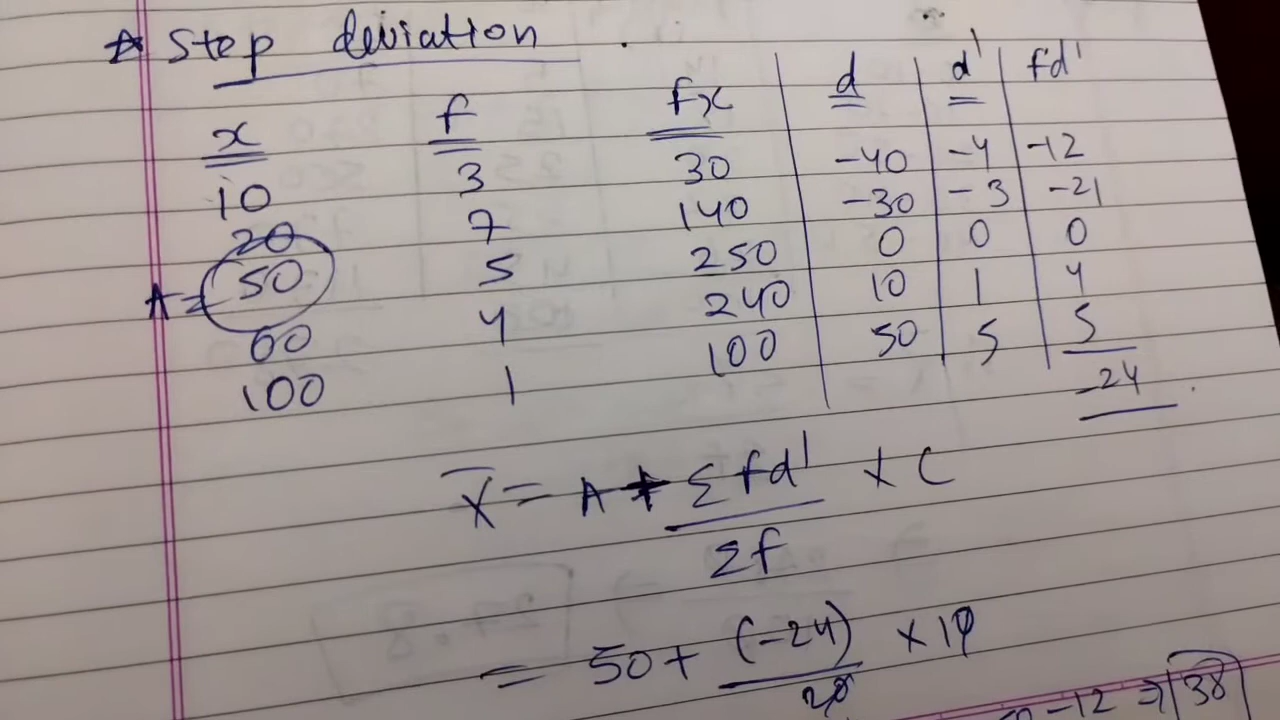 ☆ Step deviation
x f fx d d' fd'
10 3 30 -40 -4 -12
20 7 140 -30 -3 -21
A = 50 5 250 0 0 0
60 4 240 10 1 4
100 1 100 50 5 5
-24
X̄ = A + Σfd' / Σf × C
= 50 + (-24) / 20 × 10
-12 ⇒ 38